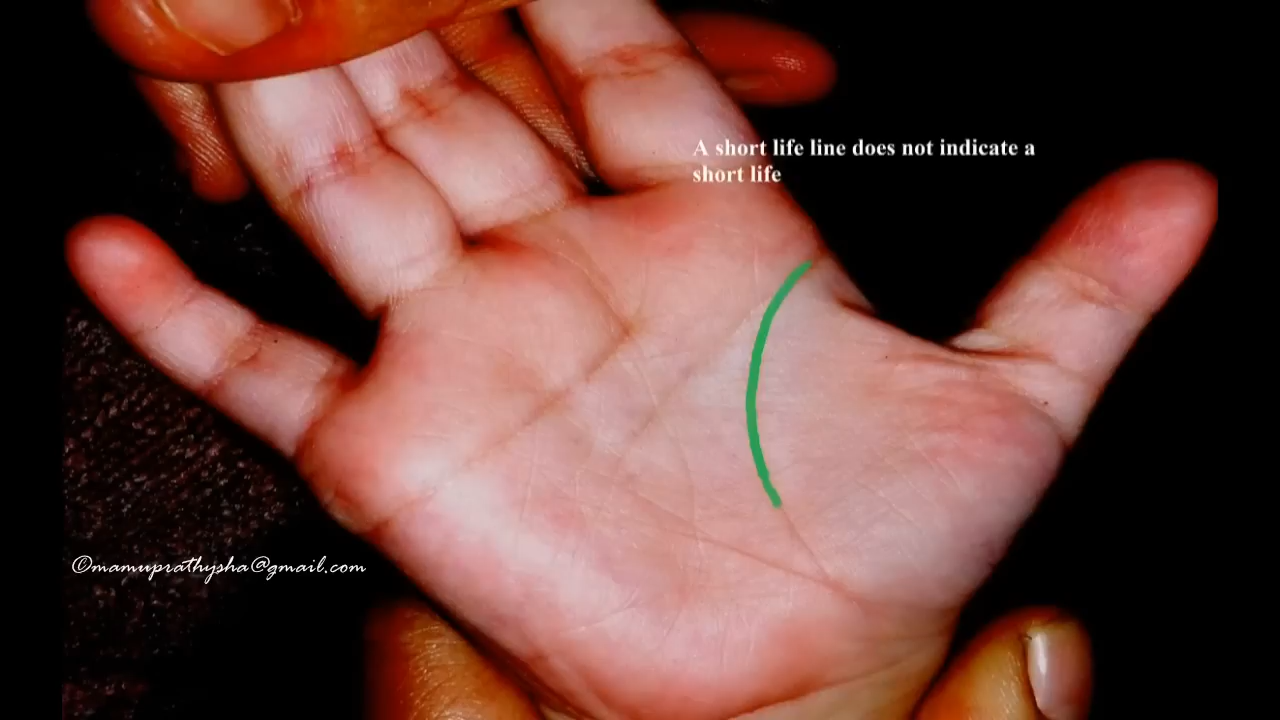 A short life line does not indicate a
short life
©mamuprathysha@gmail.com